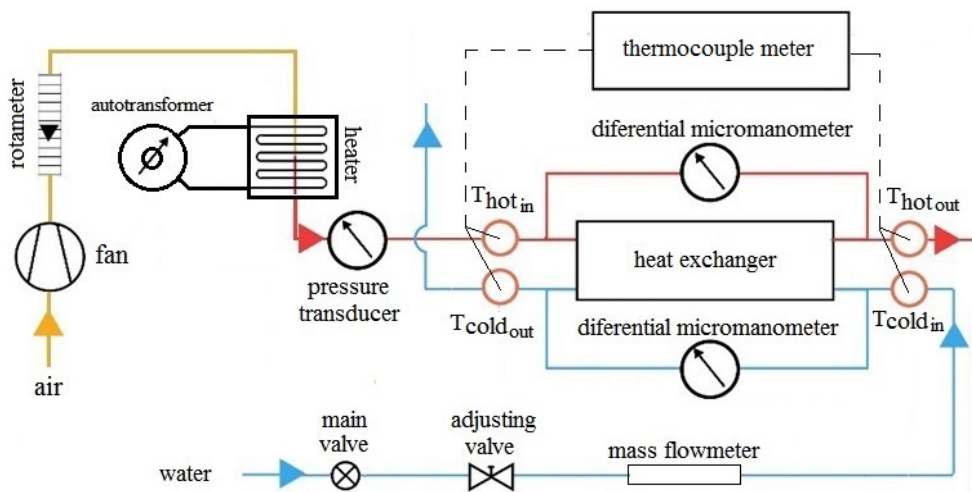 thermocouple meter
rotameter
autotransformer
heater
diferential micromanometer
Thot in
Thot out
fan
heat exchanger
pressure
transducer
Tcold out
Tcold in
diferential micromanometer
air
main
valve
adjusting
valve
mass flowmeter
water